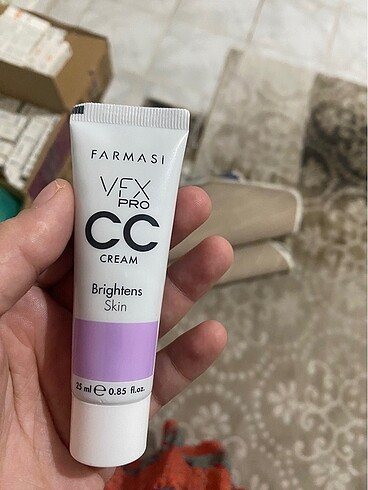 FARMASI
VFX
PRO
CC
CREAM
Brightens
Skin
25 ml ℮ 0.85 fl.oz.